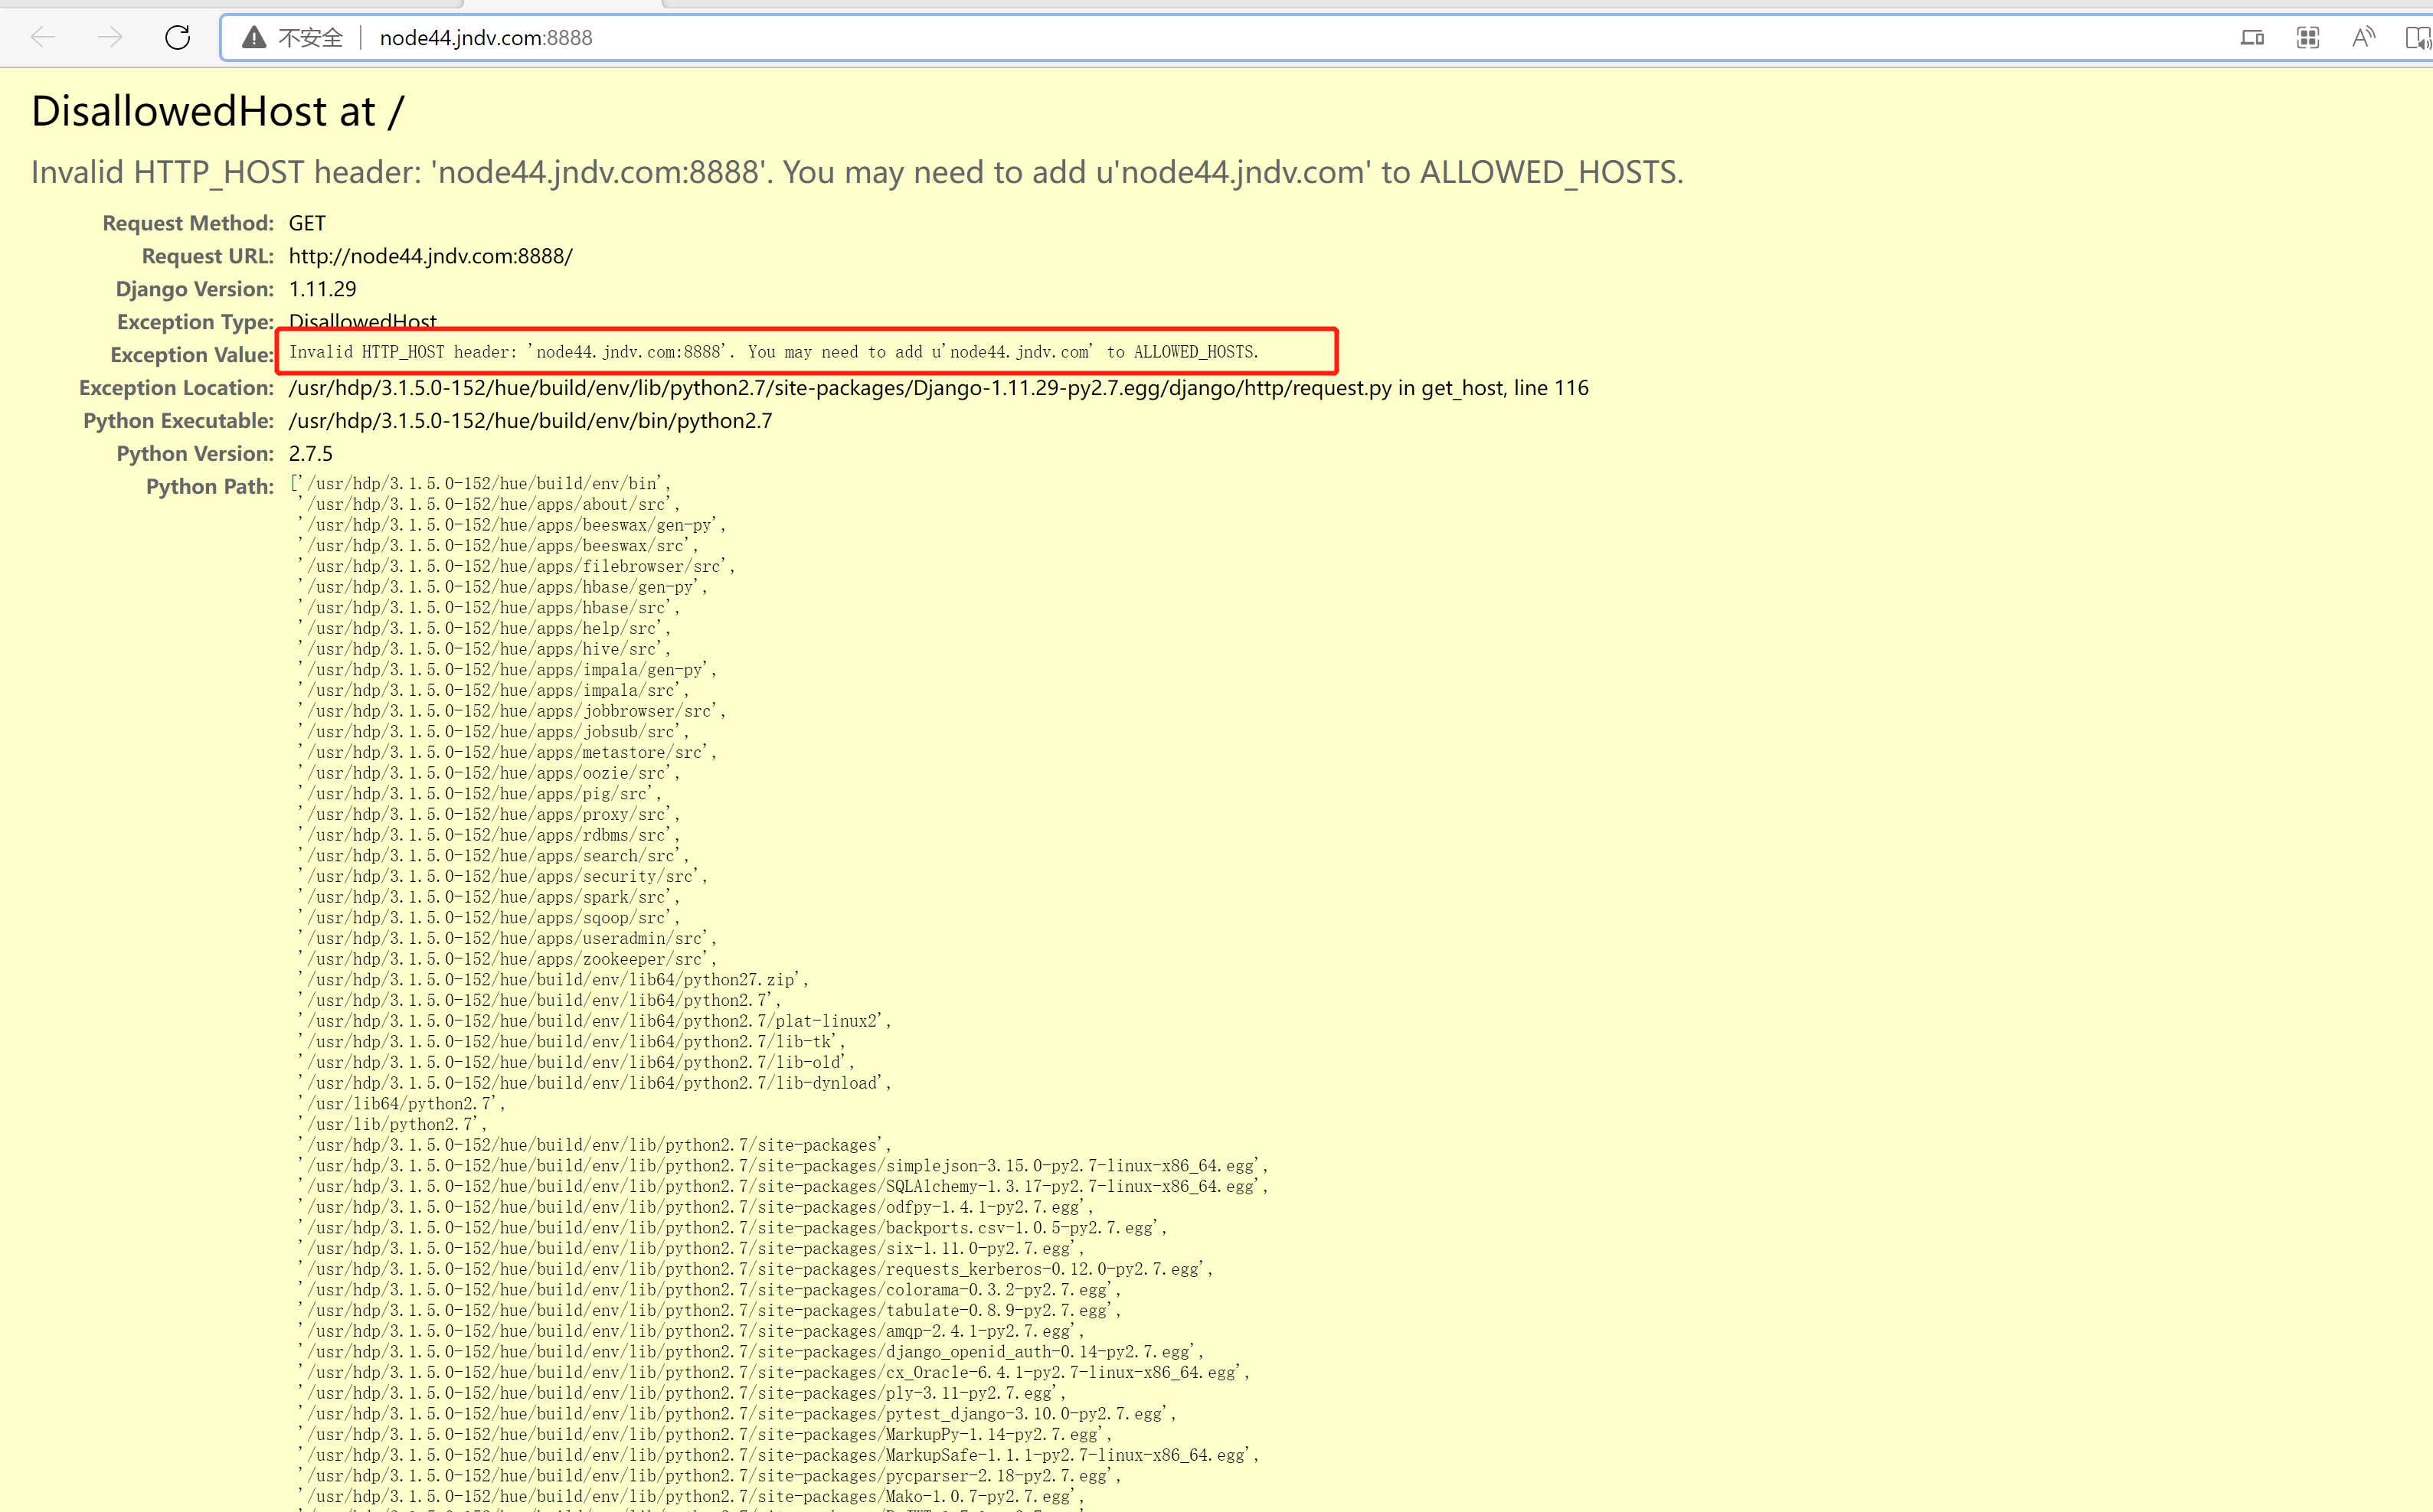 不安全 node44.jndv.com:8888
DisallowedHost at /
Invalid HTTP_HOST header: 'node44.jndv.com:8888'. You may need to add u'node44.jndv.com' to ALLOWED_HOSTS.
Request Method: GET
Request URL: http://node44.jndv.com:8888/
Django Version: 1.11.29
Exception Type: DisallowedHost
Exception Value: Invalid HTTP_HOST header: 'node44.jndv.com:8888'. You may need to add u'node44.jndv.com' to ALLOWED_HOSTS.
Exception Location: /usr/hdp/3.1.5.0-152/hue/build/env/lib/python2.7/site-packages/Django-1.11.29-py2.7.egg/django/http/request.py in get_host, line 116
Python Executable: /usr/hdp/3.1.5.0-152/hue/build/env/bin/python2.7
Python Version: 2.7.5
Python Path: ['/usr/hdp/3.1.5.0-152/hue/build/env/bin',
'/usr/hdp/3.1.5.0-152/hue/apps/about/src',
'/usr/hdp/3.1.5.0-152/hue/apps/beeswax/gen-py',
'/usr/hdp/3.1.5.0-152/hue/apps/beeswax/src',
'/usr/hdp/3.1.5.0-152/hue/apps/filebrowser/src',
'/usr/hdp/3.1.5.0-152/hue/apps/hbase/gen-py',
'/usr/hdp/3.1.5.0-152/hue/apps/hbase/src',
'/usr/hdp/3.1.5.0-152/hue/apps/help/src',
'/usr/hdp/3.1.5.0-152/hue/apps/hive/src',
'/usr/hdp/3.1.5.0-152/hue/apps/impala/gen-py',
'/usr/hdp/3.1.5.0-152/hue/apps/impala/src',
'/usr/hdp/3.1.5.0-152/hue/apps/jobbrowser/src',
'/usr/hdp/3.1.5.0-152/hue/apps/jobsub/src',
'/usr/hdp/3.1.5.0-152/hue/apps/metastore/src',
'/usr/hdp/3.1.5.0-152/hue/apps/oozie/src',
'/usr/hdp/3.1.5.0-152/hue/apps/pig/src',
'/usr/hdp/3.1.5.0-152/hue/apps/proxy/src',
'/usr/hdp/3.1.5.0-152/hue/apps/rdbms/src',
'/usr/hdp/3.1.5.0-152/hue/apps/search/src',
'/usr/hdp/3.1.5.0-152/hue/apps/security/src',
'/usr/hdp/3.1.5.0-152/hue/apps/spark/src',
'/usr/hdp/3.1.5.0-152/hue/apps/sqoop/src',
'/usr/hdp/3.1.5.0-152/hue/apps/useradmin/src',
'/usr/hdp/3.1.5.0-152/hue/apps/zookeeper/src',
'/usr/hdp/3.1.5.0-152/hue/build/env/lib64/python27.zip',
'/usr/hdp/3.1.5.0-152/hue/build/env/lib64/python2.7',
'/usr/hdp/3.1.5.0-152/hue/build/env/lib64/python2.7/plat-linux2',
'/usr/hdp/3.1.5.0-152/hue/build/env/lib64/python2.7/lib-tk',
'/usr/hdp/3.1.5.0-152/hue/build/env/lib64/python2.7/lib-old',
'/usr/hdp/3.1.5.0-152/hue/build/env/lib64/python2.7/lib-dynload',
'/usr/lib64/python2.7',
'/usr/lib/python2.7',
'/usr/hdp/3.1.5.0-152/hue/build/env/lib/python2.7/site-packages',
'/usr/hdp/3.1.5.0-152/hue/build/env/lib/python2.7/site-packages/simplejson-3.15.0-py2.7-linux-x86_64.egg',
'/usr/hdp/3.1.5.0-152/hue/build/env/lib/python2.7/site-packages/SQLAlchemy-1.3.17-py2.7-linux-x86_64.egg',
'/usr/hdp/3.1.5.0-152/hue/build/env/lib/python2.7/site-packages/odfpy-1.4.1-py2.7.egg',
'/usr/hdp/3.1.5.0-152/hue/build/env/lib/python2.7/site-packages/backports.csv-1.0.5-py2.7.egg',
'/usr/hdp/3.1.5.0-152/hue/build/env/lib/python2.7/site-packages/six-1.11.0-py2.7.egg',
'/usr/hdp/3.1.5.0-152/hue/build/env/lib/python2.7/site-packages/requests_kerberos-0.12.0-py2.7.egg',
'/usr/hdp/3.1.5.0-152/hue/build/env/lib/python2.7/site-packages/colorama-0.3.2-py2.7.egg',
'/usr/hdp/3.1.5.0-152/hue/build/env/lib/python2.7/site-packages/tabulate-0.8.9-py2.7.egg',
'/usr/hdp/3.1.5.0-152/hue/build/env/lib/python2.7/site-packages/amqp-2.4.1-py2.7.egg',
'/usr/hdp/3.1.5.0-152/hue/build/env/lib/python2.7/site-packages/django_openid_auth-0.14-py2.7.egg',
'/usr/hdp/3.1.5.0-152/hue/build/env/lib/python2.7/site-packages/cx_Oracle-6.4.1-py2.7-linux-x86_64.egg',
'/usr/hdp/3.1.5.0-152/hue/build/env/lib/python2.7/site-packages/ply-3.11-py2.7.egg',
'/usr/hdp/3.1.5.0-152/hue/build/env/lib/python2.7/site-packages/pytest_django-3.10.0-py2.7.egg',
'/usr/hdp/3.1.5.0-152/hue/build/env/lib/python2.7/site-packages/MarkupPy-1.14-py2.7.egg',
'/usr/hdp/3.1.5.0-152/hue/build/env/lib/python2.7/site-packages/MarkupSafe-1.1.1-py2.7-linux-x86_64.egg',
'/usr/hdp/3.1.5.0-152/hue/build/env/lib/python2.7/site-packages/pycparser-2.18-py2.7.egg',
'/usr/hdp/3.1.5.0-152/hue/build/env/lib/python2.7/site-packages/Mako-1.0.7-py2.7.egg',